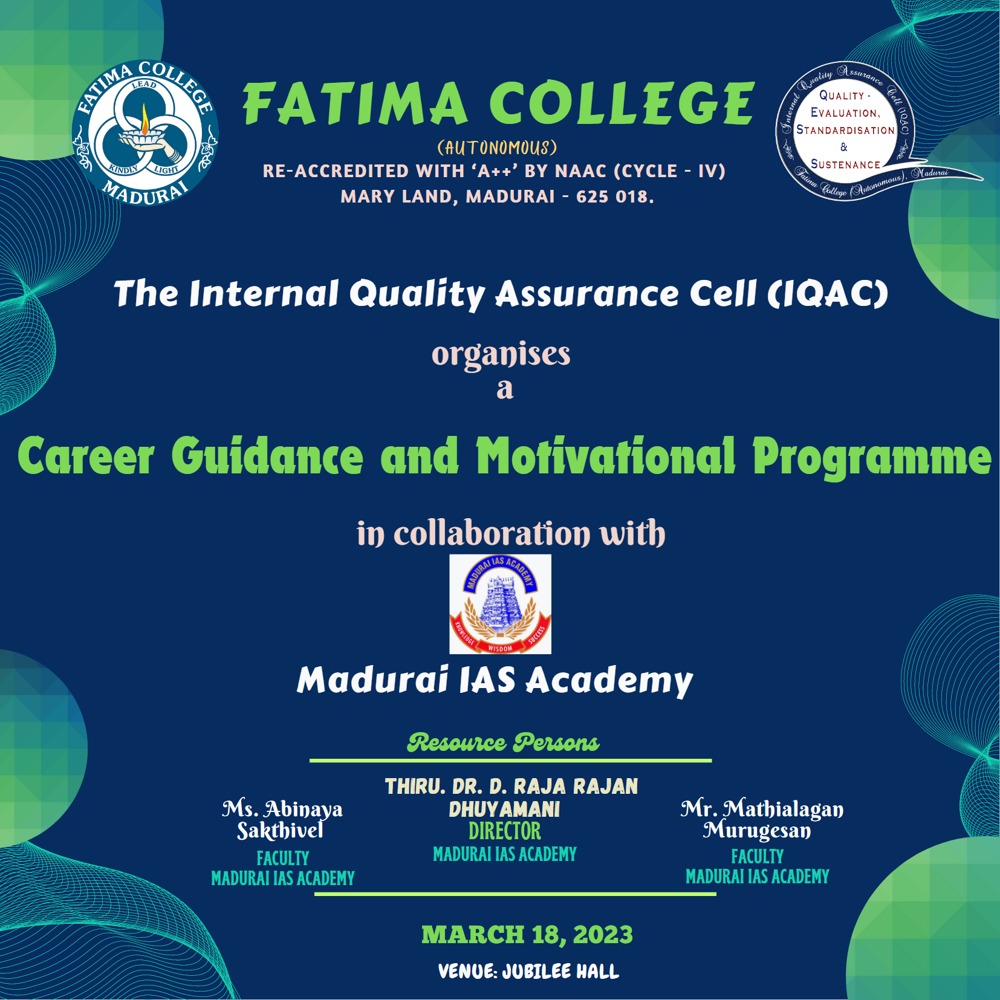 FATIMA COLLEGE
MADURAI
LEAD
KINDLY
LIGHT
FATIMA COLLEGE
(AUTONOMOUS)
RE-ACCREDITED WITH ‘A++’ BY NAAC (CYCLE - IV)
MARY LAND, MADURAI - 625 018.
Internal Quality Assurance Cell (IQAC)
QUALITY -
EVALUATION,
STANDARDISATION
&
SUSTENANCE
Fatima College (Autonomous), Madurai
The Internal Quality Assurance Cell (IQAC)
organises
a
Career Guidance and Motivational Programme
in collaboration with
MADURAI IAS ACADEMY
KNOWLEDGE
WISDOM
SUCCESS
Madurai IAS Academy
Resource Persons
THIRU. DR. D. RAJA RAJAN
DHUYAMANI
DIRECTOR
MADURAI IAS ACADEMY
Ms. Abinaya
Sakthivel
FACULTY
MADURAI IAS ACADEMY
Mr. Mathialagan
Murugesan
FACULTY
MADURAI IAS ACADEMY
MARCH 18, 2023
VENUE: JUBILEE HALL